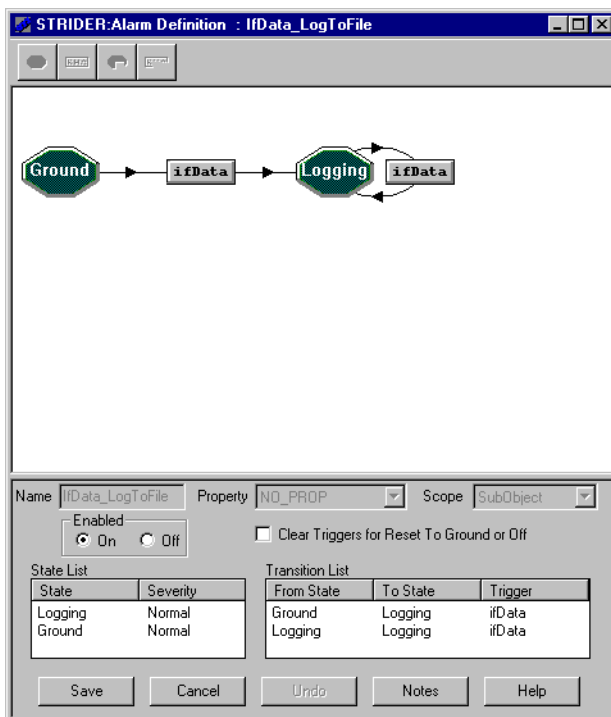 STRIDER:Alarm Definition : IfData_LogToFile
Ground ifData Logging ifData
Name IfData_LogToFile Property NO_PROP Scope SubObject
Enabled
On Off Clear Triggers for Reset To Ground or Off
State List Transition List
State Severity From State To State Trigger
Logging Normal Ground Logging ifData
Ground Normal Logging Logging ifData
Save Cancel Undo Notes Help